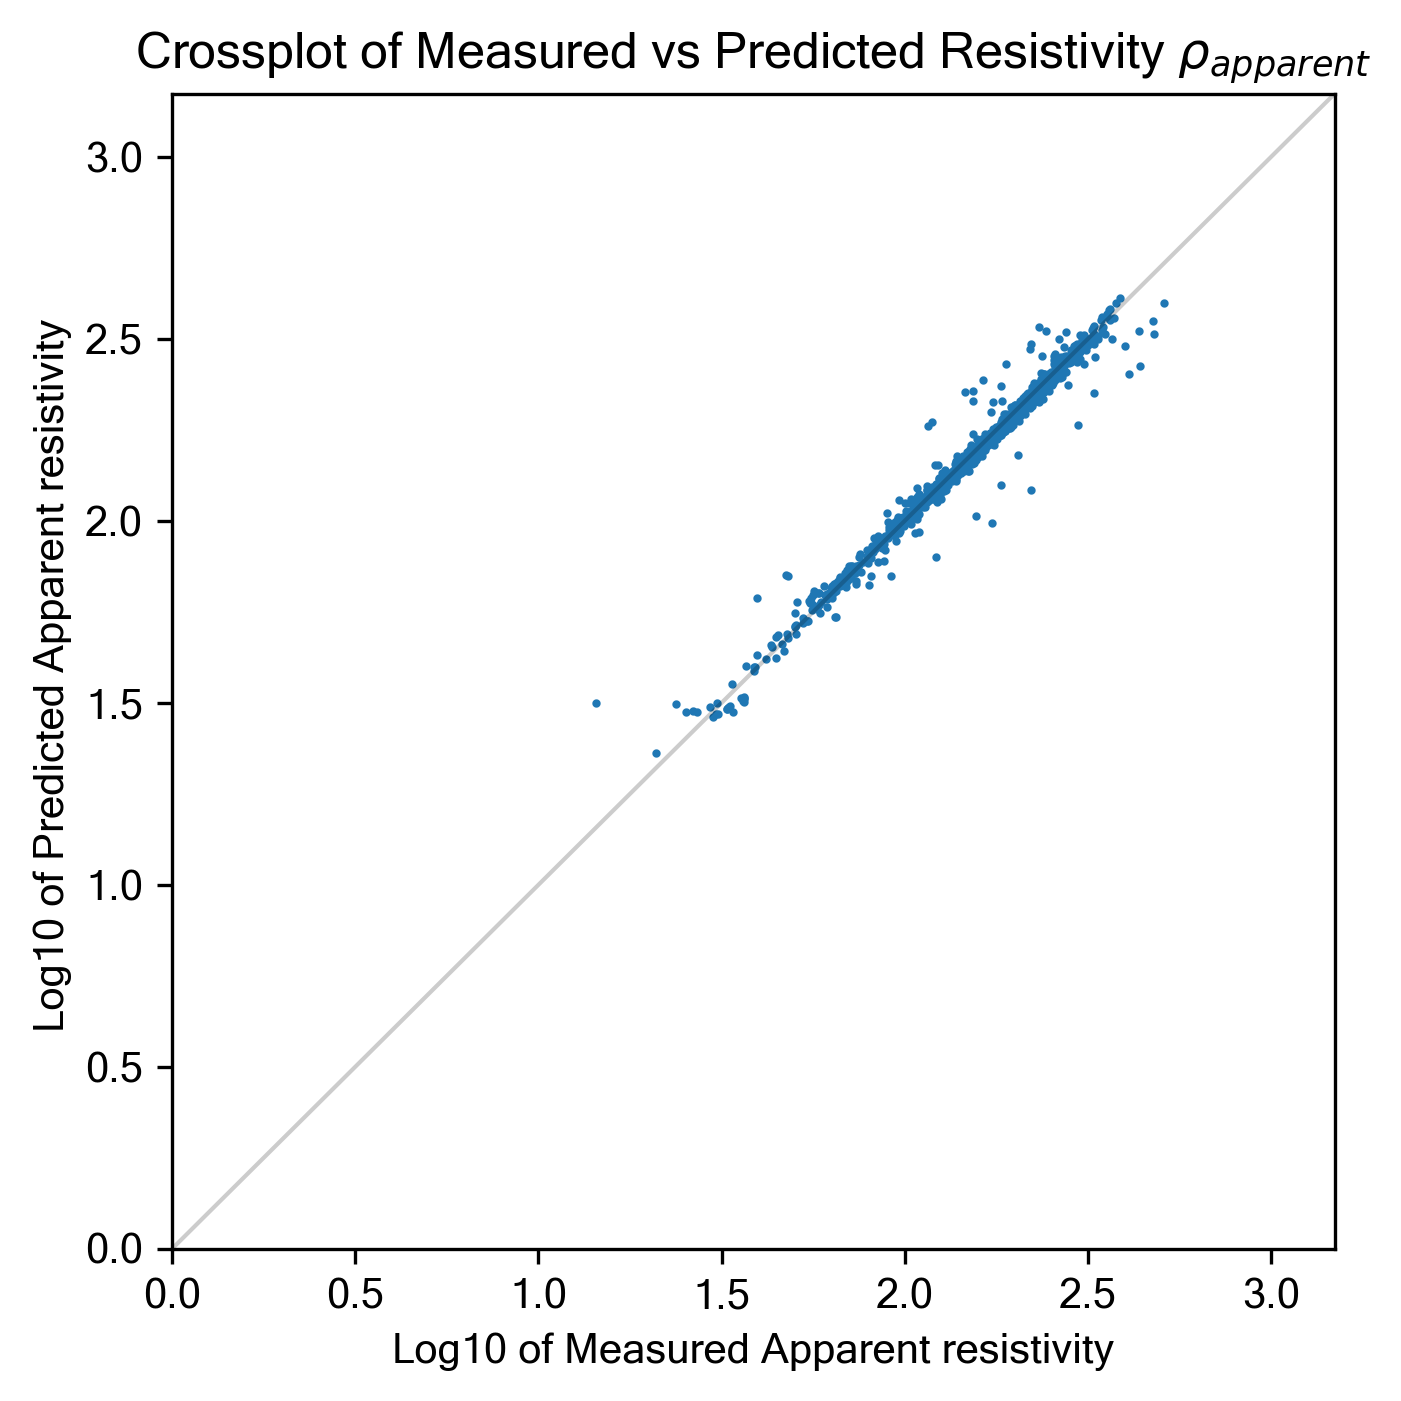 Crossplot of Measured vs Predicted Resistivity ρapparent
3.0
2.5
2.0
1.5
1.0
0.5
0.0
Log10 of Predicted Apparent resistivity
0.0 0.5 1.0 1.5 2.0 2.5 3.0
Log10 of Measured Apparent resistivity